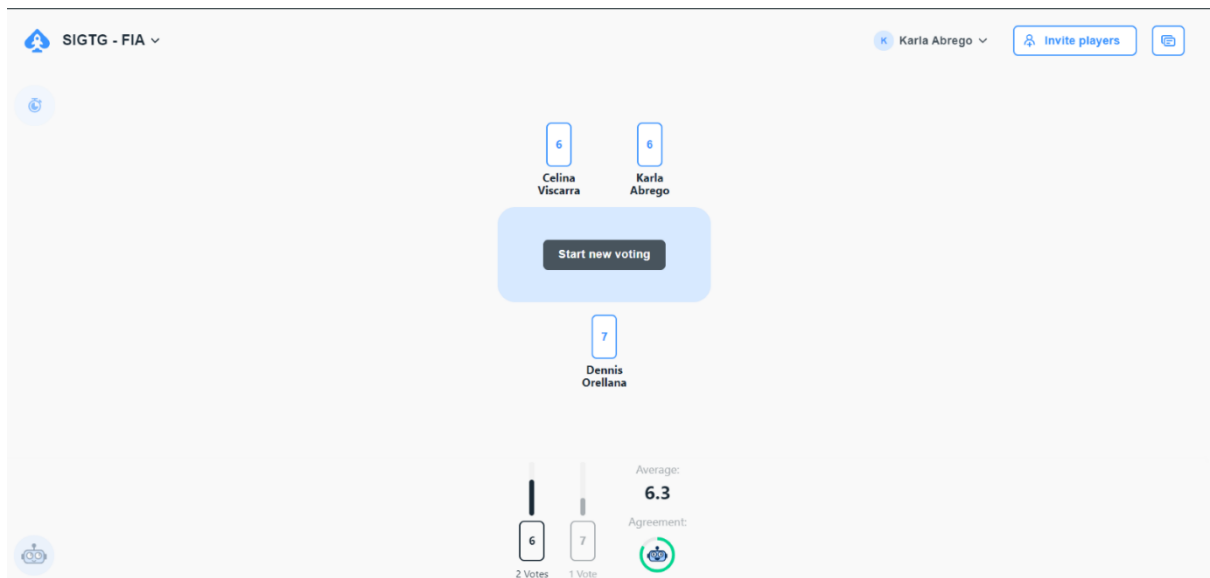 SIGTG - FIA
K Karla Abrego
Invite players
6
6
Celina
Viscarra
Karla
Abrego
Start new voting
7
Dennis
Orellana
Average:
6.3
Agreement:
6
7
2 Votes
1 Vote